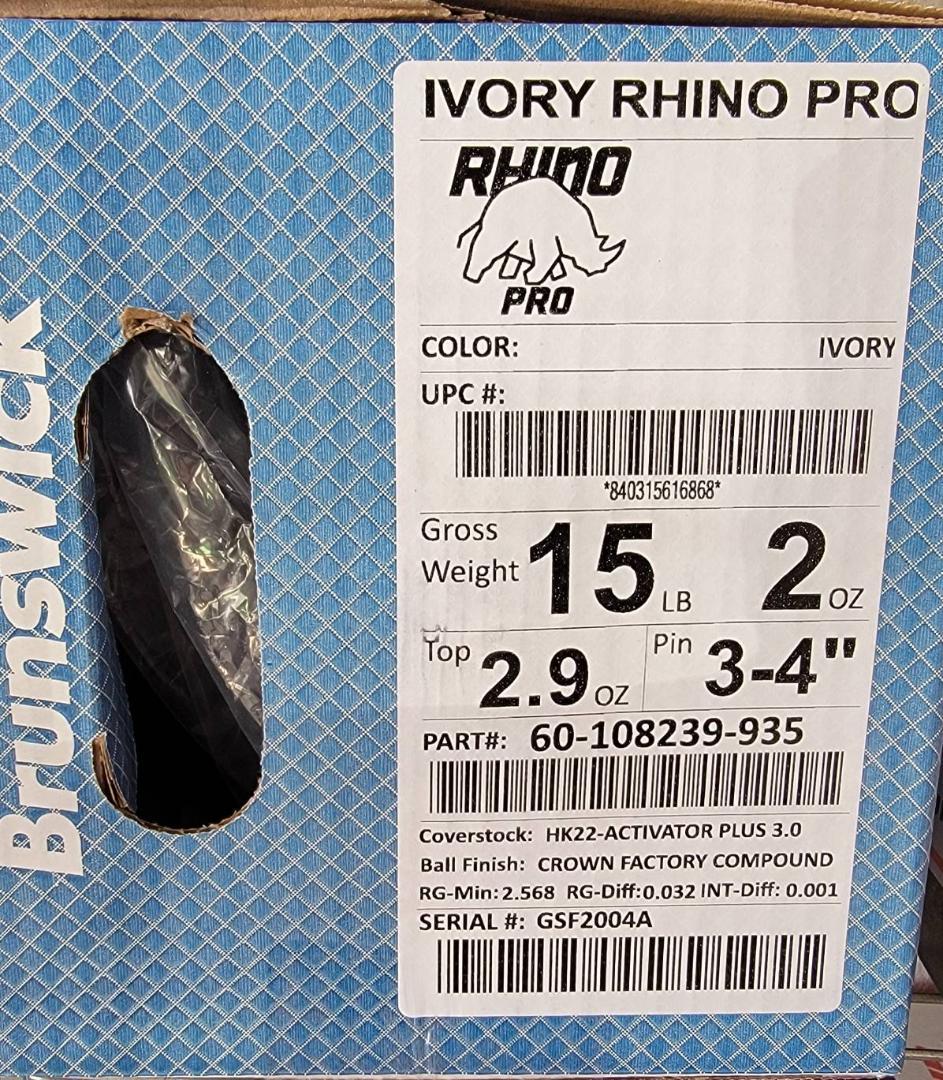 Brunswick
IVORY RHINO PRO
RHINO
PRO
COLOR: IVORY
UPC #:
*840315616868*
Gross
Weight 15 LB 2 OZ
Top 2.9 OZ Pin 3-4"
PART#: 60-108239-935
Coverstock: HK22-ACTIVATOR PLUS 3.0
Ball Finish: CROWN FACTORY COMPOUND
RG-Min: 2.568 RG-Diff:0.032 INT-Diff: 0.001
SERIAL #: GSF2004A